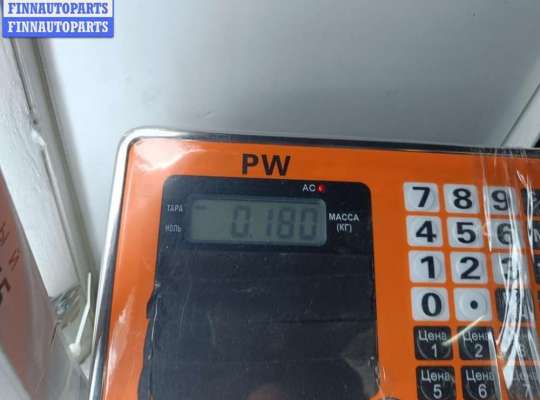 FINNAUTOPARTS
FINNAUTOPARTS
PW
AC
ТАРА
НОЛЬ
0.180
МАССА
(КГ)
7 8 9
4 5 6
1 2 3
0 .
Цена 1
Цена 2
Цена 5
Цена 6